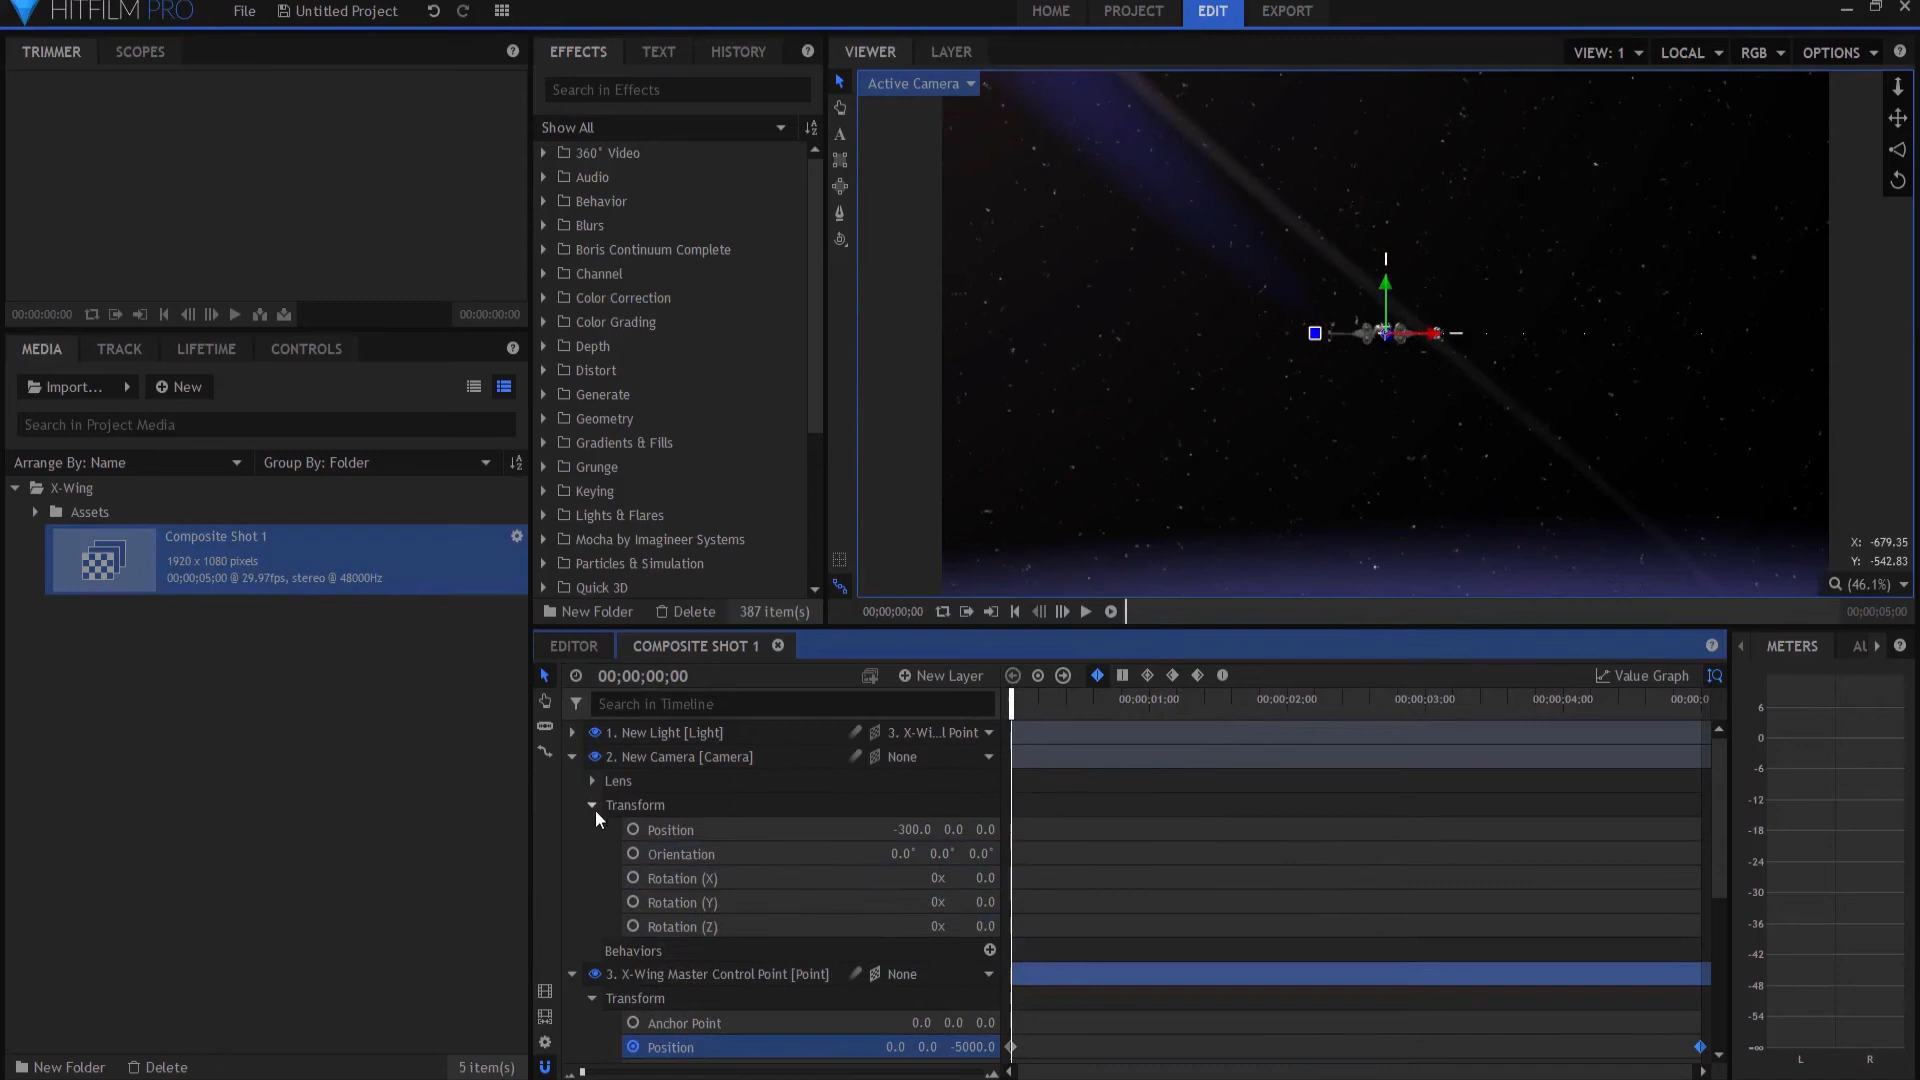 HITFILM PRO
File
Untitled Project
HOME
PROJECT
EDIT
EXPORT
TRIMMER
SCOPES
EFFECTS
TEXT
HISTORY
VIEWER
LAYER
VIEW: 1
LOCAL
RGB
OPTIONS
Search in Effects
Active Camera
Show All
360° Video
Audio
Behavior
Blurs
Boris Continuum Complete
Channel
Color Correction
Color Grading
Depth
Distort
Generate
Geometry
Gradients & Fills
Grunge
Keying
Lights & Flares
Mocha by Imagineer Systems
Particles & Simulation
Quick 3D
New Folder
Delete
387 item(s)
00:00:00:00
00:00:00:00
MEDIA
TRACK
LIFETIME
CONTROLS
Import...
New
Search in Project Media
Arrange By: Name
Group By: Folder
X-Wing
Assets
Composite Shot 1
1920 x 1080 pixels
00;00;05;00 @ 29.97fps, stereo @ 48000Hz
X: -679.35
Y: -542.83
(46.1%)
00;00;00;00
00;00;05;00
EDITOR
COMPOSITE SHOT 1
METERS
AU
00;00;00;00
New Layer
Value Graph
Search in Timeline
00;00;01;00
00;00;02;00
00;00;03;00
00;00;04;00
00;00;0
1. New Light [Light]
3. X-Wi...l Point
2. New Camera [Camera]
None
Lens
Transform
Position
-300.0 0.0 0.0
Orientation
0.0° 0.0° 0.0°
Rotation (X)
0x 0.0
Rotation (Y)
0x 0.0
Rotation (Z)
0x 0.0
Behaviors
3. X-Wing Master Control Point [Point]
None
Transform
Anchor Point
0.0 0.0 0.0
Position
0.0 0.0 -5000.0
6
0
-6
-12
-18
-24
-30
-36
-42
-48
-54
-∞
L
R
New Folder
Delete
5 item(s)